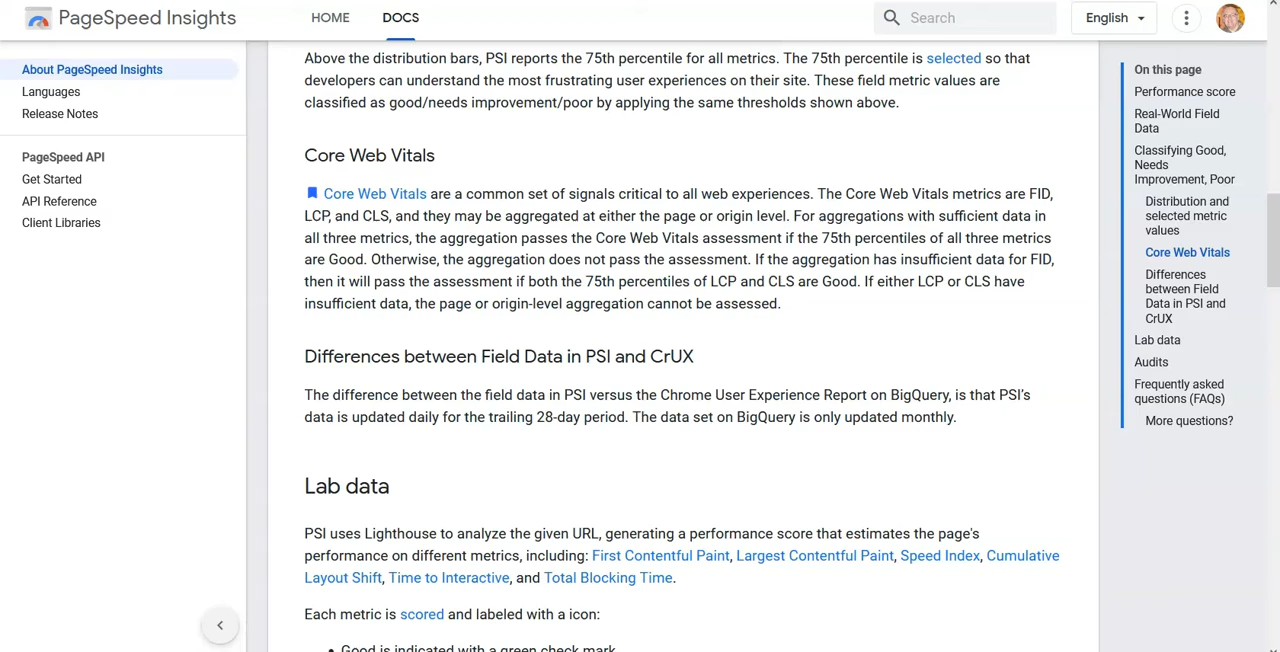 PageSpeed Insights
HOME
DOCS
Search
English
About PageSpeed Insights
Languages
Release Notes
PageSpeed API
Get Started
API Reference
Client Libraries
Above the distribution bars, PSI reports the 75th percentile for all metrics. The 75th percentile is selected so that
developers can understand the most frustrating user experiences on their site. These field metric values are
classified as good/needs improvement/poor by applying the same thresholds shown above.
Core Web Vitals
Core Web Vitals are a common set of signals critical to all web experiences. The Core Web Vitals metrics are FID,
LCP, and CLS, and they may be aggregated at either the page or origin level. For aggregations with sufficient data in
all three metrics, the aggregation passes the Core Web Vitals assessment if the 75th percentiles of all three metrics
are Good. Otherwise, the aggregation does not pass the assessment. If the aggregation has insufficient data for FID,
then it will pass the assessment if both the 75th percentiles of LCP and CLS are Good. If either LCP or CLS have
insufficient data, the page or origin-level aggregation cannot be assessed.
Differences between Field Data in PSI and CrUX
The difference between the field data in PSI versus the Chrome User Experience Report on BigQuery, is that PSI's
data is updated daily for the trailing 28-day period. The data set on BigQuery is only updated monthly.
Lab data
PSI uses Lighthouse to analyze the given URL, generating a performance score that estimates the page's
performance on different metrics, including: First Contentful Paint, Largest Contentful Paint, Speed Index, Cumulative
Layout Shift, Time to Interactive, and Total Blocking Time.
Each metric is scored and labeled with a icon:
• Good is indicated with a green check mark
On this page
Performance score
Real-World Field
Data
Classifying Good,
Needs
Improvement, Poor
Distribution and
selected metric
values
Core Web Vitals
Differences
between Field
Data in PSI and
CrUX
Lab data
Audits
Frequently asked
questions (FAQs)
More questions?